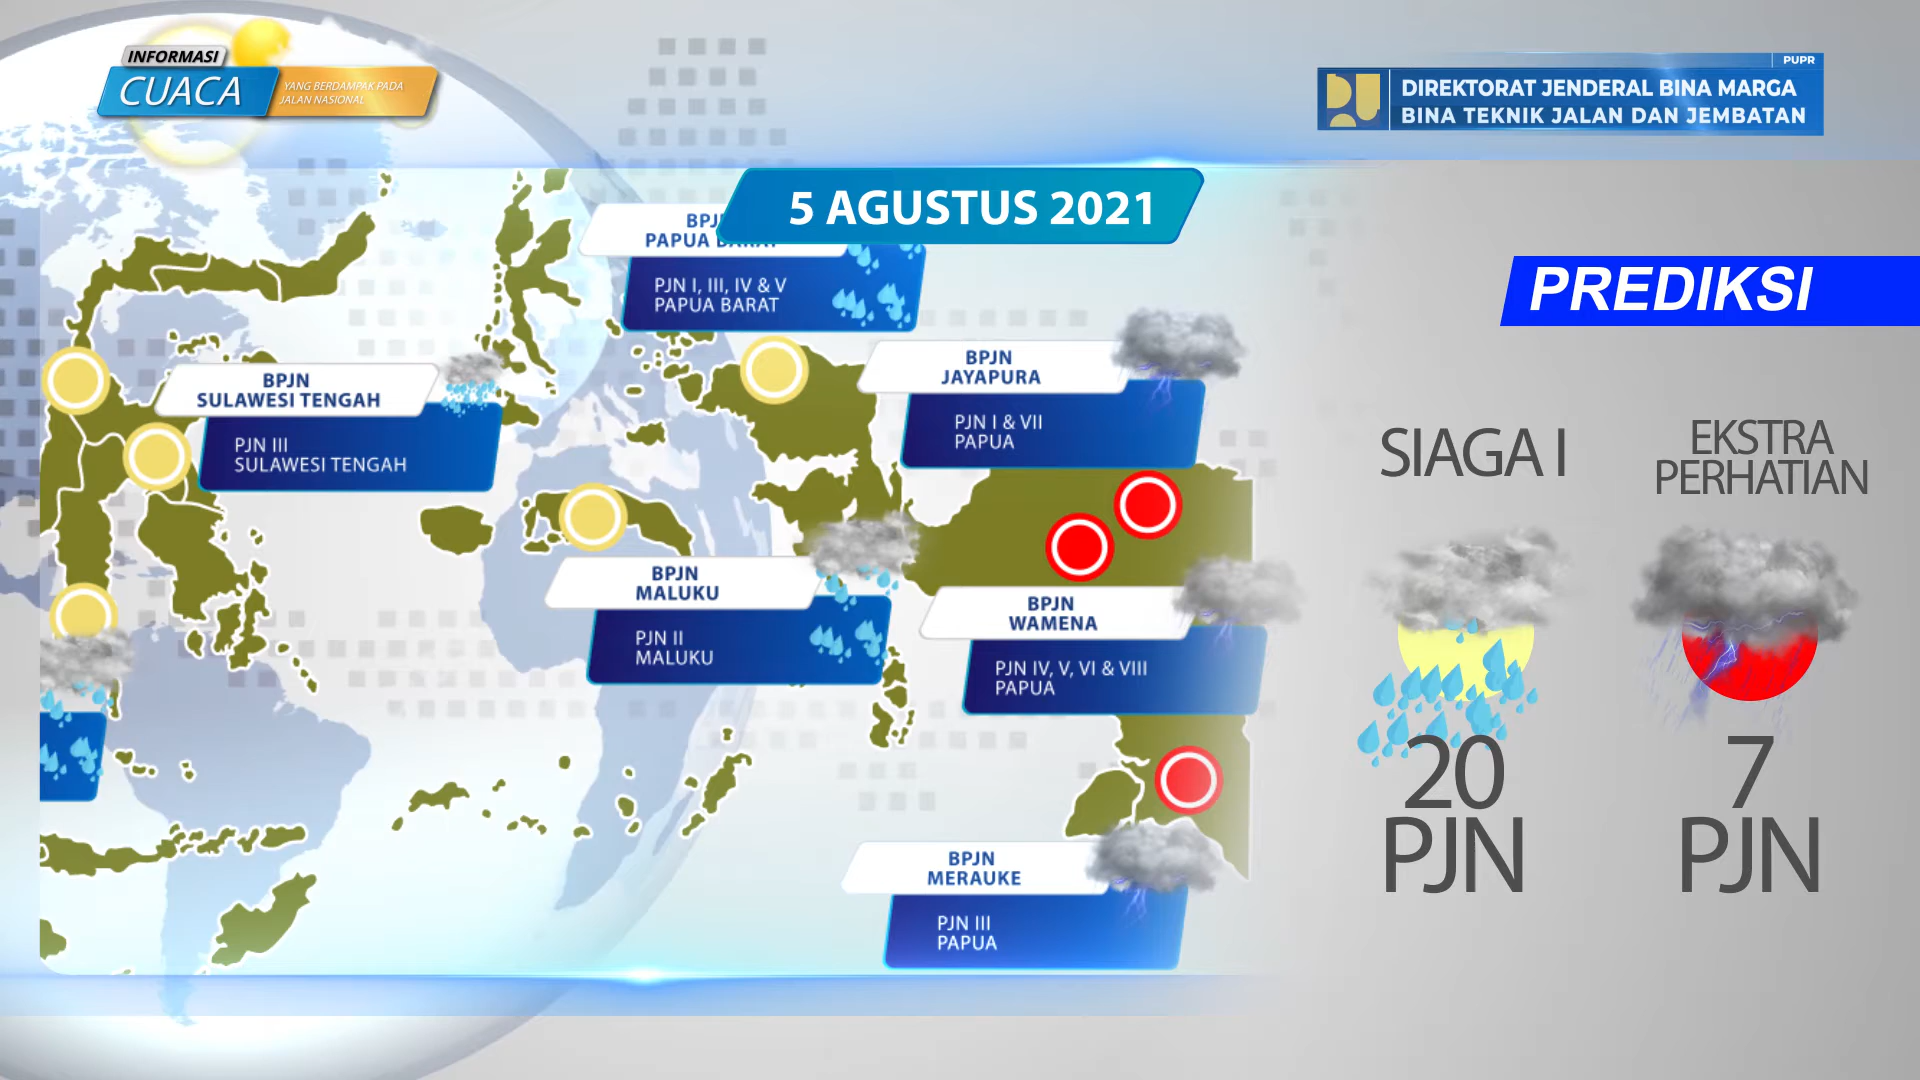 INFORMASI
CUACA
YANG BERDAMPAK PADA
JALAN NASIONAL
PUPR
DIREKTORAT JENDERAL BINA MARGA
BINA TEKNIK JALAN DAN JEMBATAN
5 AGUSTUS 2021
PREDIKSI
PAPUA BARAT
PJN I, III, IV & V
PAPUA BARAT
BPJN
JAYAPURA
PJN I & VII
PAPUA
BPJN
SULAWESI TENGAH
PJN III
SULAWESI TENGAH
BPJN
MALUKU
PJN II
MALUKU
BPJN
WAMENA
PJN IV, V, VI & VIII
PAPUA
BPJN
MERAUKE
PJN III
PAPUA
SIAGA I
20
PJN
EKSTRA
PERHATIAN
7
PJN